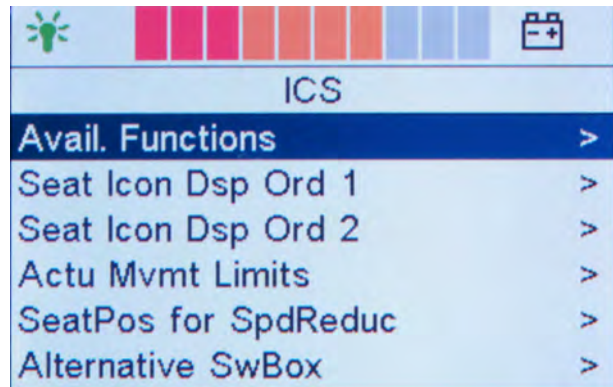 ICS
Avail. Functions >
Seat Icon Dsp Ord 1 >
Seat Icon Dsp Ord 2 >
Actu Mvmt Limits >
SeatPos for SpdReduc >
Alternative SwBox >